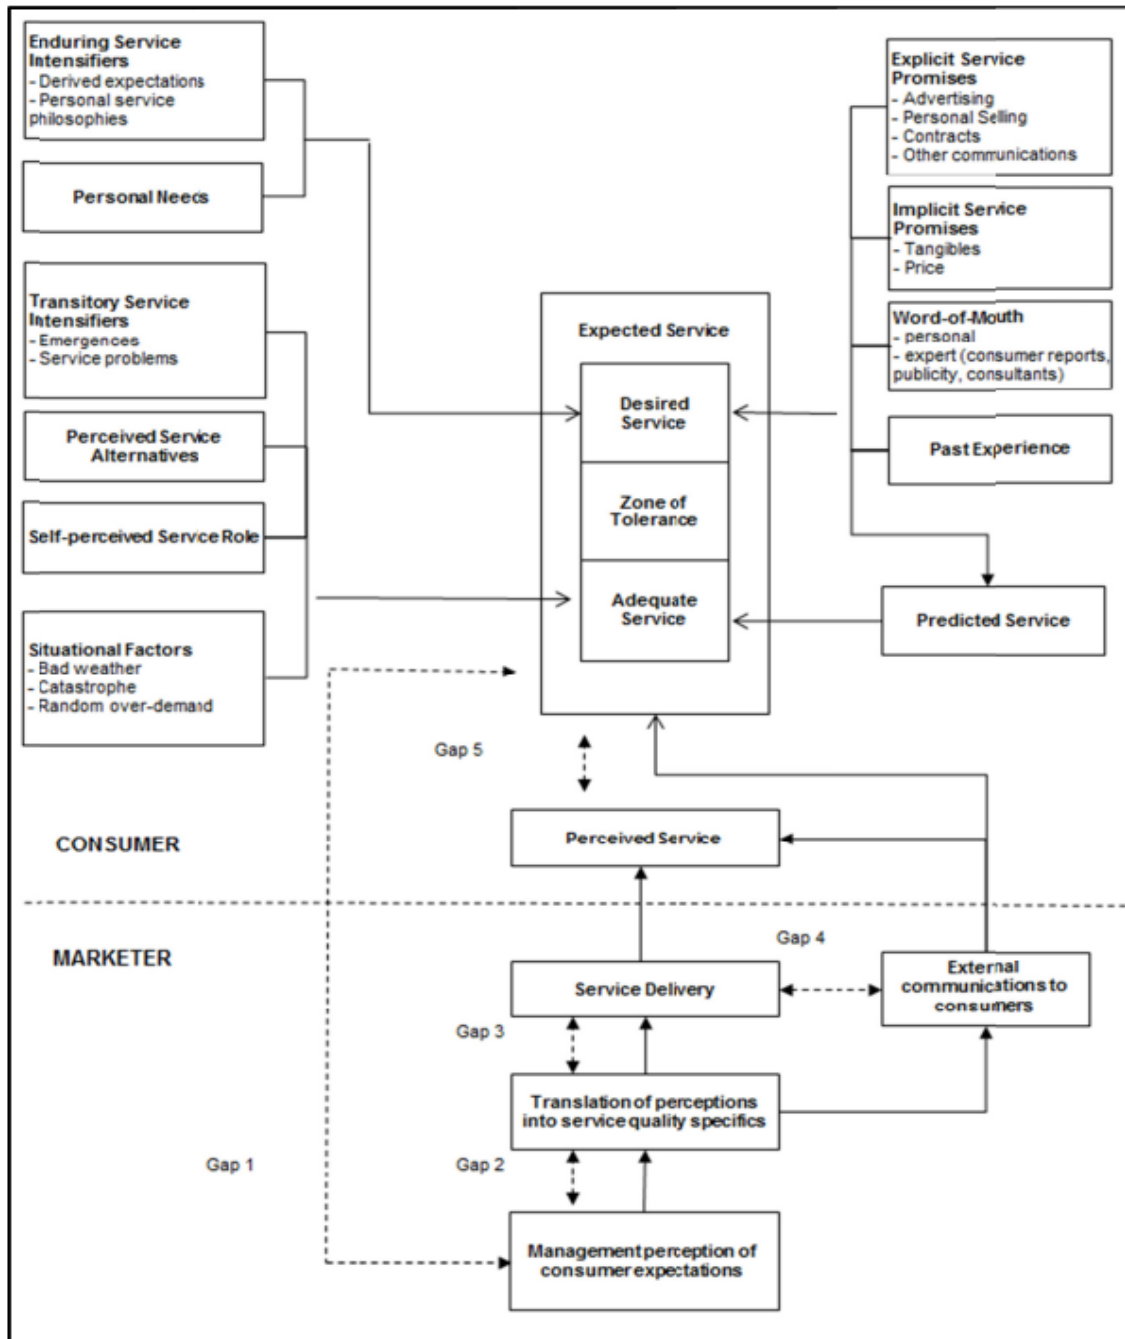 Enduring Service
Intensifiers
- Derived expectations
- Personal service
philosophies
Personal Needs
Transitory Service
Intensifiers
- Emergences
- Service problems
Perceived Service
Alternatives
Self-perceived Service Role
Situational Factors
- Bad weather
- Catastrophe
- Random over-demand
Expected Service
Desired
Service
Zone of
Tolerance
Adequate
Service
Explicit Service
Promises
- Advertising
- Personal Selling
- Contracts
- Other communications
Implicit Service
Promises
- Tangibles
- Price
Word-of-Mouth
- personal
- expert (consumer reports,
publicity, consultants)
Past Experience
Predicted Service
Gap 5
Perceived Service
CONSUMER
MARKETER
Gap 4
Service Delivery
External
communications to
consumers
Gap 3
Translation of perceptions
into service quality specifics
Gap 1
Gap 2
Management perception of
consumer expectations